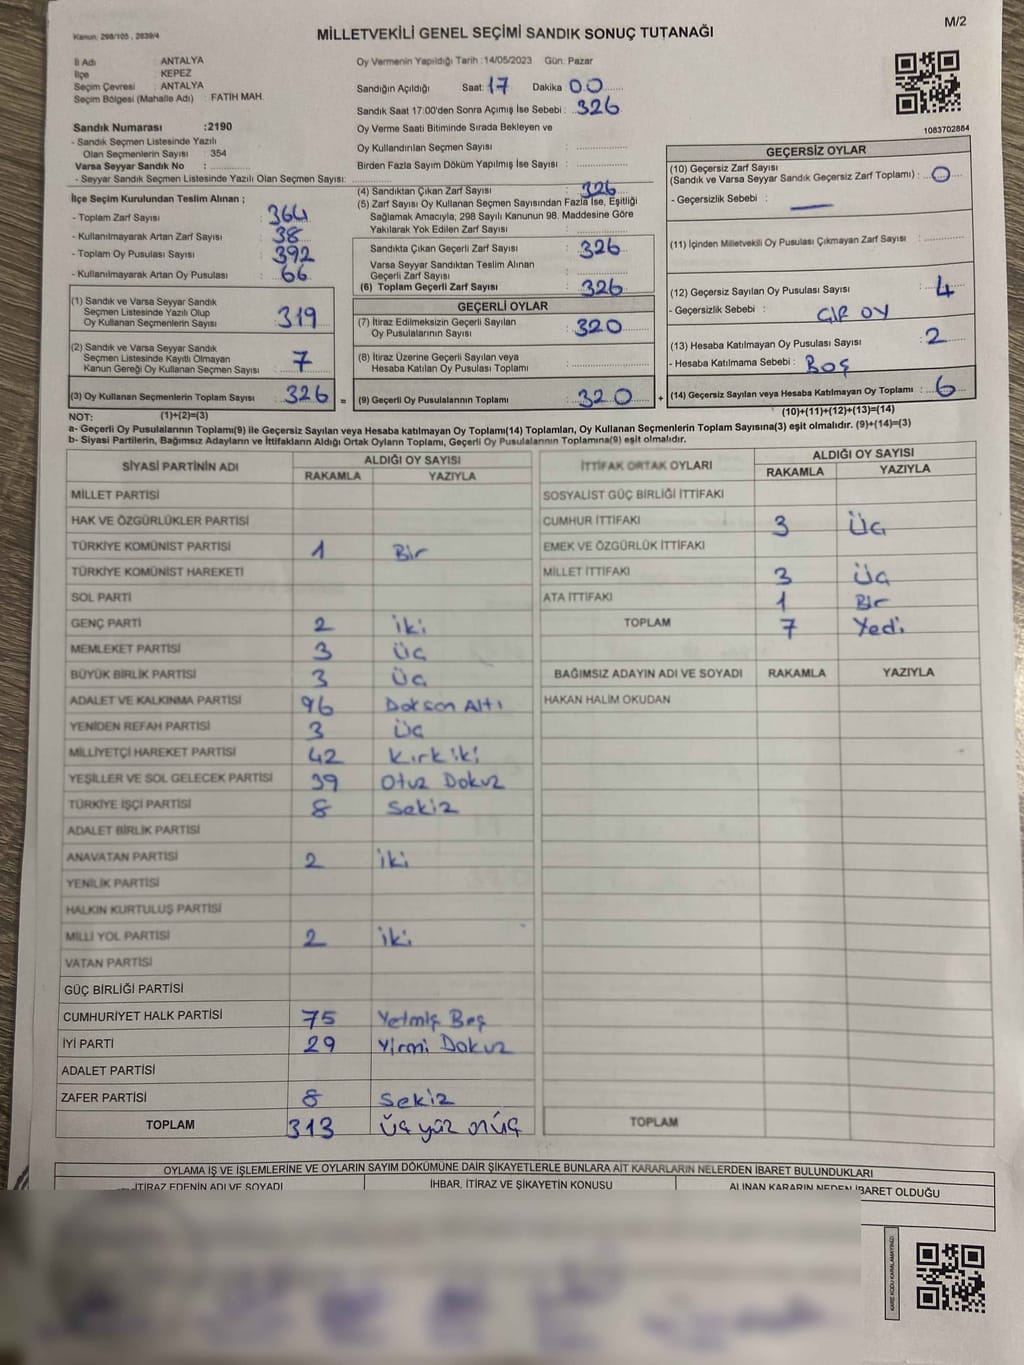 M/2
Kanun: 298/105 , 2839/4
MİLLETVEKİLİ GENEL SEÇİMİ SANDIK SONUÇ TUTANAĞI
İl Adı : ANTALYA
İlçe : KEPEZ
Seçim Çevresi : ANTALYA
Seçim Bölgesi (Mahalle Adı) : FATİH MAH.
Sandık Numarası :2190
- Sandık Seçmen Listesinde Yazılı
Olan Seçmenlerin Sayısı : 354
Varsa Seyyar Sandık No :
- Seyyar Sandık Seçmen Listesinde Yazılı Olan Seçmen Sayısı:
Oy Vermenin Yapıldığı Tarih :14/05/2023 Gün: Pazar
Sandığın Açıldığı Saat: 17 Dakika 00
Sandık Saat 17:00'den Sonra Açımış İse Sebebi : 326
Oy Verme Saati Bitiminde Sırada Bekleyen ve
Oy Kullandırılan Seçmen Sayısı :
Birden Fazla Sayım Döküm Yapılmış İse Sayısı :
1083702884
İlçe Seçim Kurulundan Teslim Alınan ;
- Toplam Zarf Sayısı : 364
- Kullanılmayarak Artan Zarf Sayısı : 38
- Toplam Oy Pusulası Sayısı : 392
- Kullanılmayarak Artan Oy Pusulası : 66
(1) Sandık ve Varsa Seyyar Sandık
Seçmen Listesinde Yazılı Olup
Oy Kullanan Seçmenlerin Sayısı : 319
(2) Sandık ve Varsa Seyyar Sandık
Seçmen Listesinde Kayıtlı Olmayan
Kanun Gereği Oy Kullanan Seçmen Sayısı : 7
(3) Oy Kullanan Seçmenlerin Toplam Sayısı : 326 =
(1)+(2)=(3)
(4) Sandıktan Çıkan Zarf Sayısı : 326
(5) Zarf Sayısı Oy Kullanan Seçmen Sayısından Fazla İse, Eşitliği
Sağlamak Amacıyla; 298 Sayılı Kanunun 98. Maddesine Göre
Yakılarak Yok Edilen Zarf Sayısı :
Sandıkta Çıkan Geçerli Zarf Sayısı : 326
Varsa Seyyar Sandıktan Teslim Alınan
Geçerli Zarf Sayısı :
(6) Toplam Geçerli Zarf Sayısı : 326
GEÇERLİ OYLAR
(7) İtiraz Edilmeksizin Geçerli Sayılan
Oy Pusulalarının Sayısı : 320
(8) İtiraz Üzerine Geçerli Sayılan veya
Hesaba Katılan Oy Pusulası Toplamı :
(9) Geçerli Oy Pusulalarının Toplamı : 320 +
GEÇERSİZ OYLAR
(10) Geçersiz Zarf Sayısı
(Sandık ve Varsa Seyyar Sandık Geçersiz Zarf Toplamı) : 0
- Geçersizlik Sebebi : —
(11) İçinden Milletvekili Oy Pusulası Çıkmayan Zarf Sayısı :
(12) Geçersiz Sayılan Oy Pusulası Sayısı : 4
- Geçersizlik Sebebi : ÇİR OY
(13) Hesaba Katılmayan Oy Pusulası Sayısı : 2
- Hesaba Katılmama Sebebi : Boş
(14) Geçersiz Sayılan veya Hesaba Katılmayan Oy Toplamı : 6
(10)+(11)+(12)+(13)=(14)
NOT:
a- Geçerli Oy Pusulasının Toplamı(9) ile Geçersiz Sayılan veya Hesaba katılmayan Oy Toplamı(14) Toplamları, Oy Kullanan Seçmenlerin Toplam Sayısına(3) eşit olmalıdır. (9)+(14)=(3)
b- Siyasi Partilerin, Bağımsız Adayların ve İttifakların Aldığı Ortak Oyların Toplamı, Geçerli Oy Pusulalarının Toplamına(9) eşit olmalıdır.
SİYASİ PARTİNİN ADI ALDIĞI OY SAYISI
RAKAMLA YAZIYLA
MİLLET PARTİSİ
HAK VE ÖZGÜRLÜKLER PARTİSİ
TÜRKİYE KOMÜNİST PARTİSİ 1 Bir
TÜRKİYE KOMÜNİST HAREKETİ
SOL PARTİ
GENÇ PARTİ 2 iki
MEMLEKET PARTİSİ 3 Üç
BÜYÜK BİRLİK PARTİSİ 3 Üç
ADALET VE KALKINMA PARTİSİ 96 Doksan Altı
YENİDEN REFAH PARTİSİ 3 Üç
MİLLİYETÇİ HAREKET PARTİSİ 42 Kırk iki
YEŞİLLER VE SOL GELECEK PARTİSİ 39 Otuz Dokuz
TÜRKİYE İŞÇİ PARTİSİ 8 Sekiz
ADALET BİRLİK PARTİSİ
ANAVATAN PARTİSİ 2 iki
YENİLİK PARTİSİ
HALKIN KURTULUŞ PARTİSİ
MİLLİ YOL PARTİSİ 2 iki
VATAN PARTİSİ
GÜÇ BİRLİĞİ PARTİSİ
CUMHURİYET HALK PARTİSİ 75 Yetmiş Beş
İYİ PARTİ 29 Yirmi Dokuz
ADALET PARTİSİ
ZAFER PARTİSİ 8 Sekiz
TOPLAM 313 Üç yüz onüç
İTTİFAK ORTAK OYLARI ALDIĞI OY SAYISI
RAKAMLA YAZIYLA
SOSYALİST GÜÇ BİRLİĞİ İTTİFAKI
CUMHUR İTTİFAKI 3 Üç
EMEK VE ÖZGÜRLÜK İTTİFAKI
MİLLET İTTİFAKI 3 Üç
ATA İTTİFAKI 1 Bir
TOPLAM 7 Yedi
BAĞIMSIZ ADAYIN ADI VE SOYADI RAKAMLA YAZIYLA
HAKAN HALİM OKUDAN
TOPLAM
OYLAMA İŞ VE İŞLEMLERİNE VE OYLARIN SAYIM DÖKÜMÜNE DAİR ŞİKAYETLERLE BUNLARA AİT KARARLARIN NELERDEN İBARET BULUNDUKLARI
İTİRAZ EDENİN ADI VE SOYADI İHBAR, İTİRAZ VE ŞİKAYETİN KONUSU ALINAN KARARIN NEDEN İBARET OLDUĞU
KARE KODU KARALAMAYINIZ!